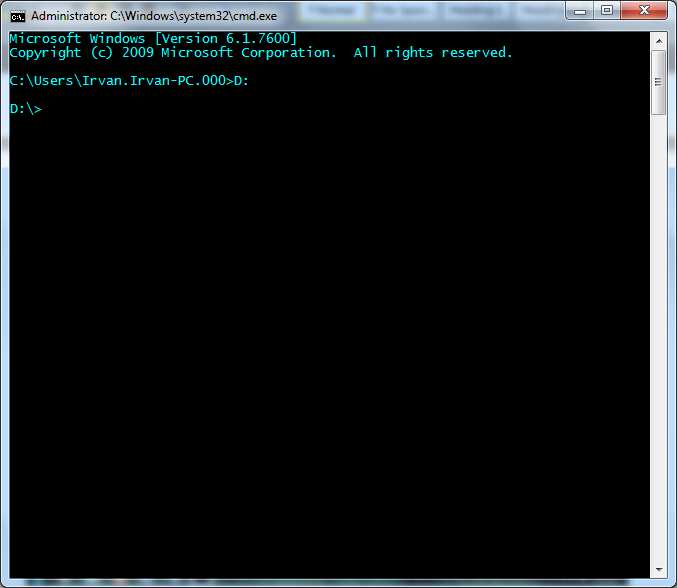 Administrator: C:\Windows\system32\cmd.exe
Microsoft Windows [Version 6.1.7600]
Copyright (c) 2009 Microsoft Corporation.  All rights reserved.
C:\Users\Irvan.Irvan-PC.000>D:
D:\>